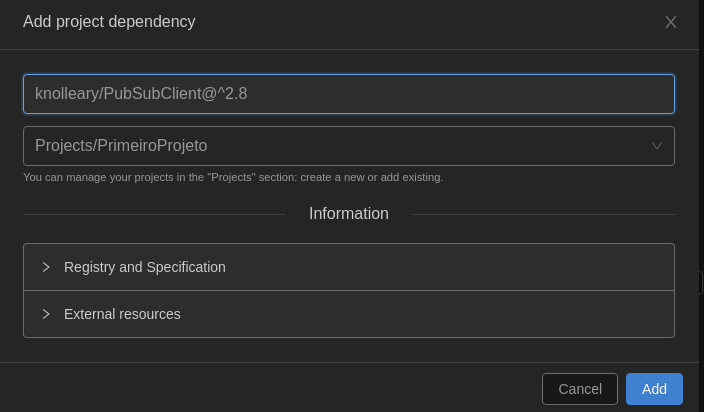 Add project dependency
knolleary/PubSubClient@^2.8
Projects/PrimeiroProjeto
You can manage your projects in the "Projects" section: create a new or add existing.
Information
Registry and Specification
External resources
Cancel
Add